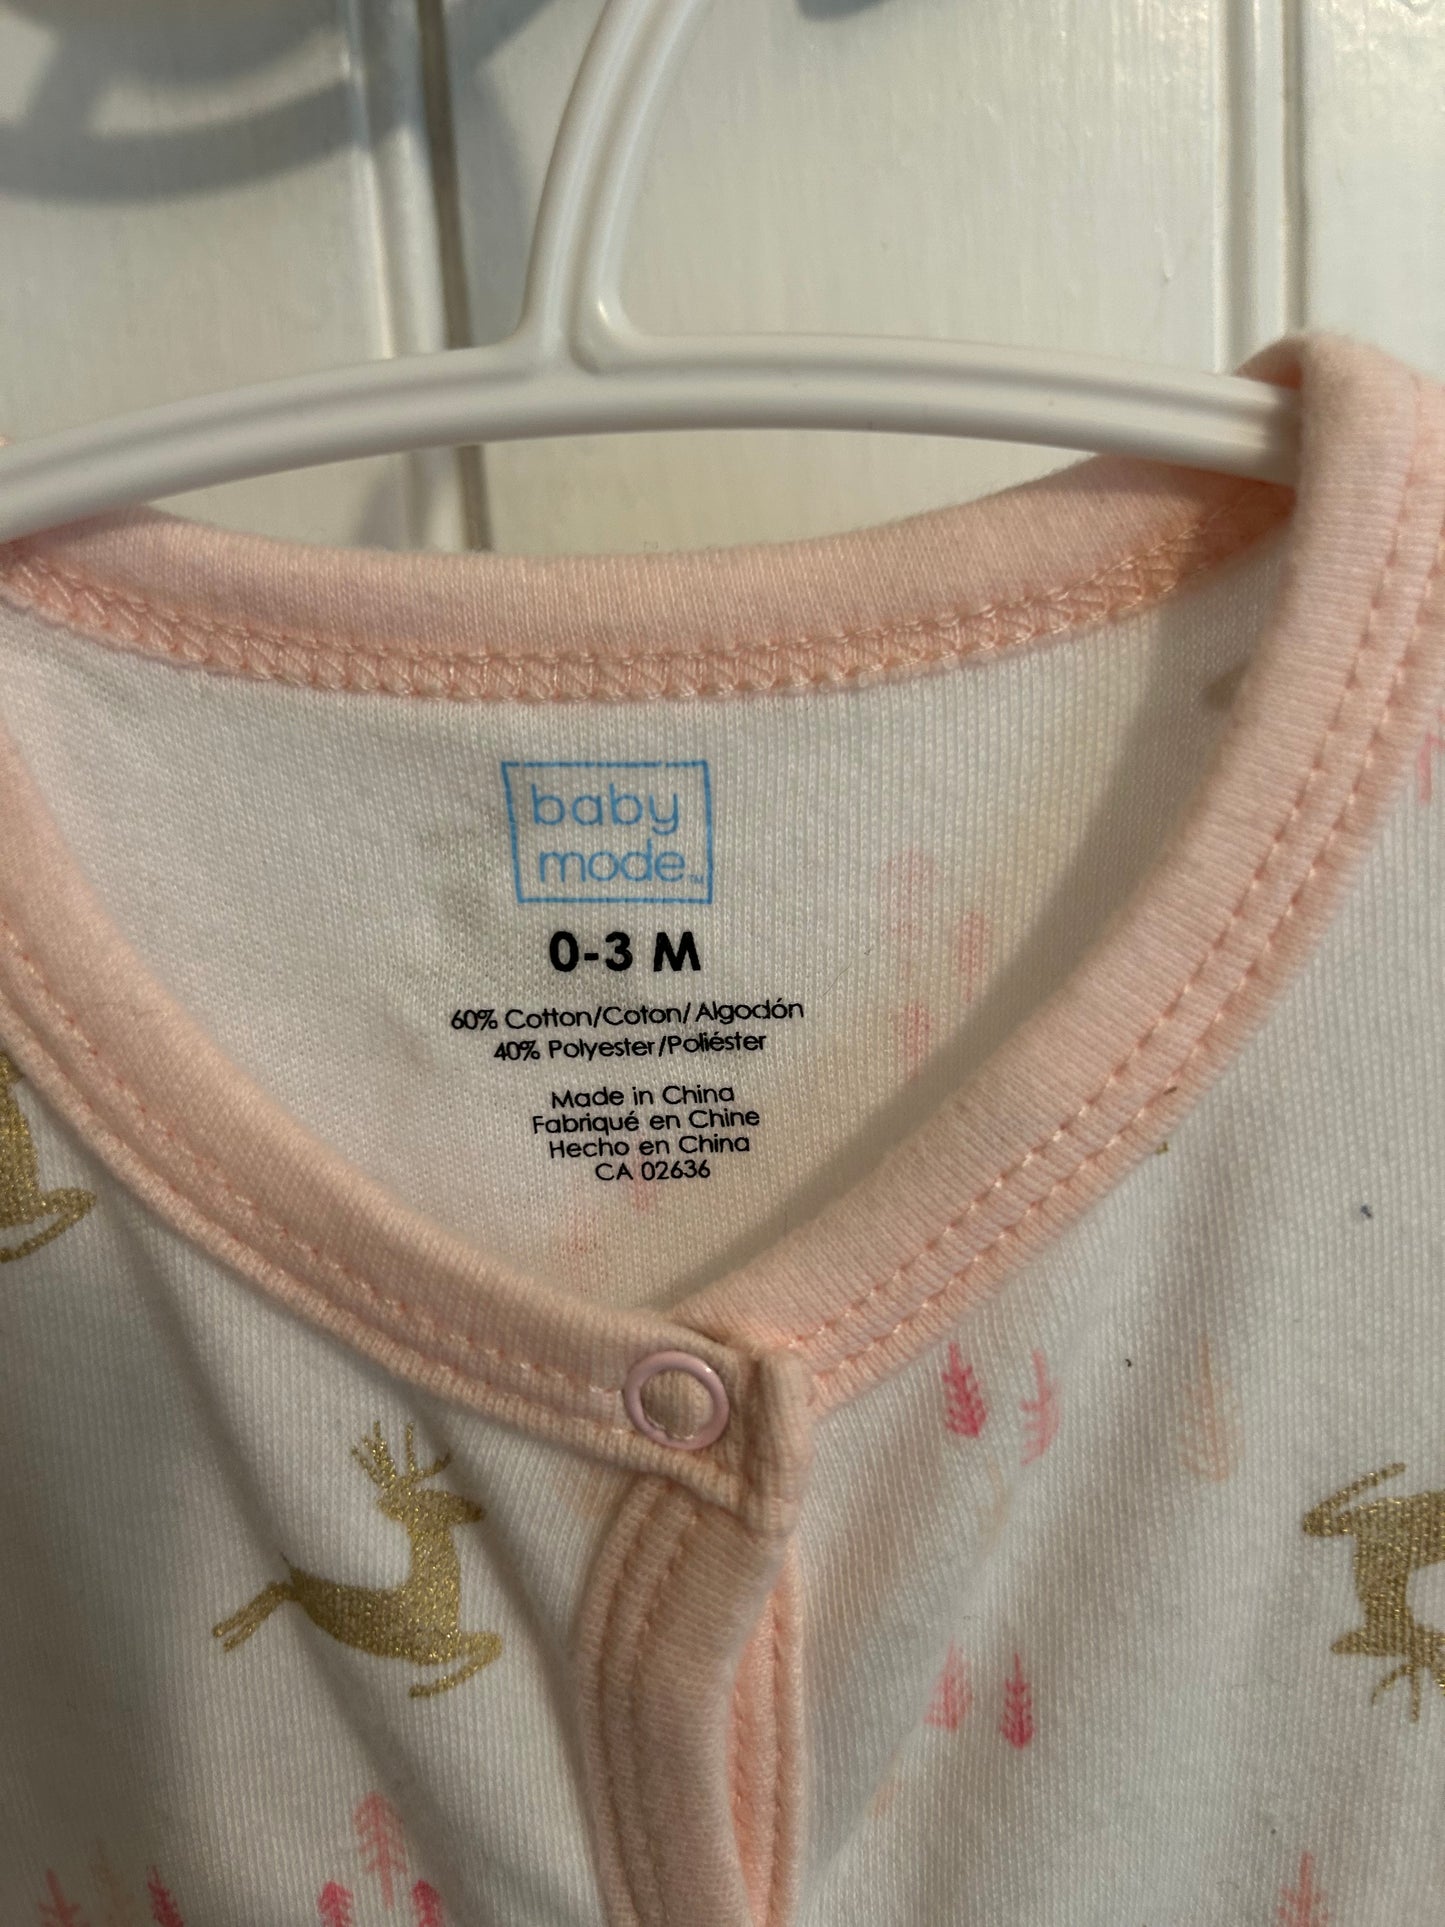 baby
mode™
0-3 M
60% Cotton/Coton/Algodón
40% Polyester/Poliéster
Made in China
Fabriqué en Chine
Hecho en China
CA 02636